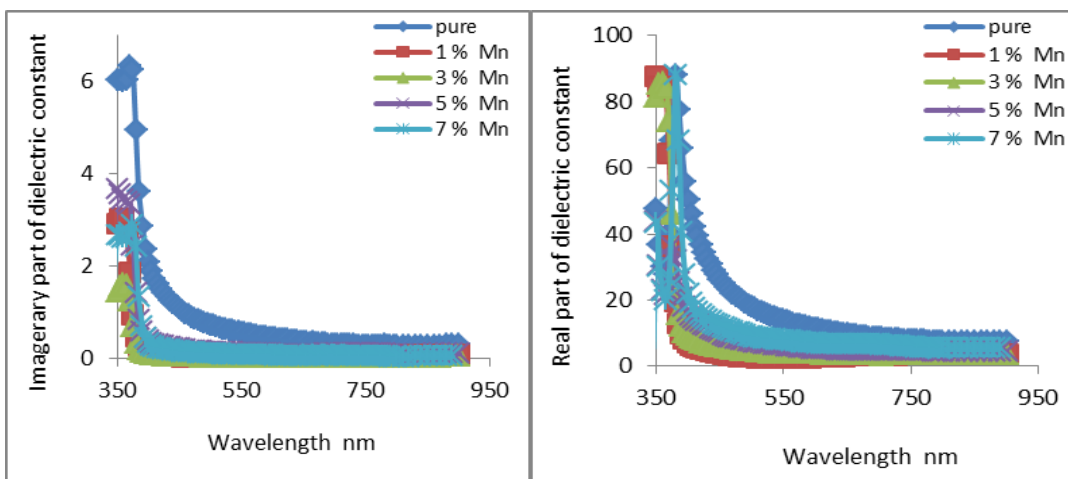 Imagerary part of dielectric constant
6
4
2
0
350
550
750
950
Wavelength nm
pure
1 % Mn
3 % Mn
5 % Mn
7 % Mn
Real part of dielectric constant
100
80
60
40
20
0
350
550
750
950
Wavelength nm
pure
1 % Mn
3 % Mn
5 % Mn
7 % Mn